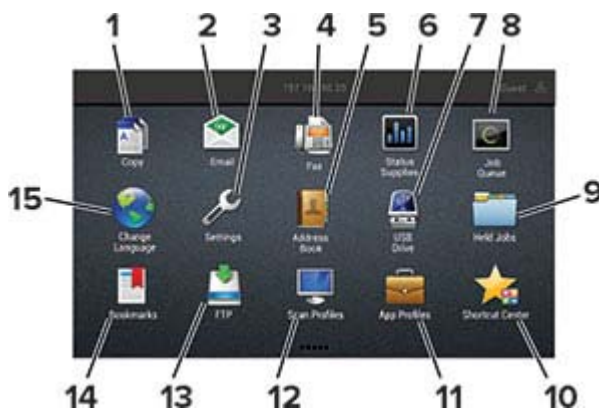 1 2 3 4 5 6 7 8
Guest
Copy Email Fax Status Supplies Job Queue
15 9
Change Language Settings Address Book USB Drive Held Jobs
Bookmarks FTP Scan Profiles App Profiles Shortcut Center
14 13 12 11 10